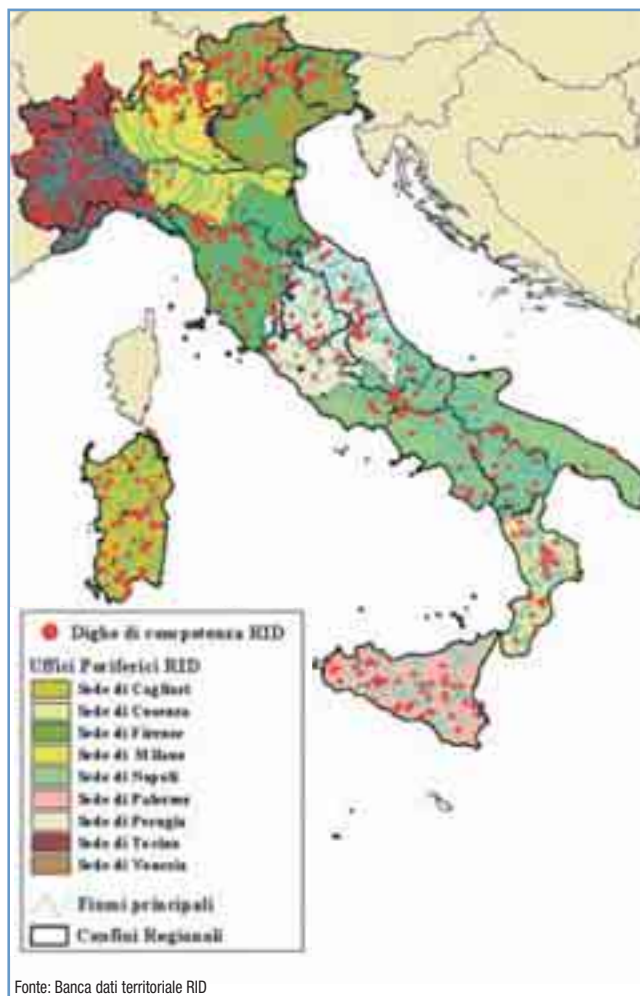 Dighe di competenza RID
Uffici Periferici RID
Sede di Cagliari
Sede di Cosenza
Sede di Firenze
Sede di Milano
Sede di Napoli
Sede di Palermo
Sede di Perugia
Sede di Torino
Sede di Venezia
Fiumi principali
Confini Regionali
Fonte: Banca dati territoriale RID